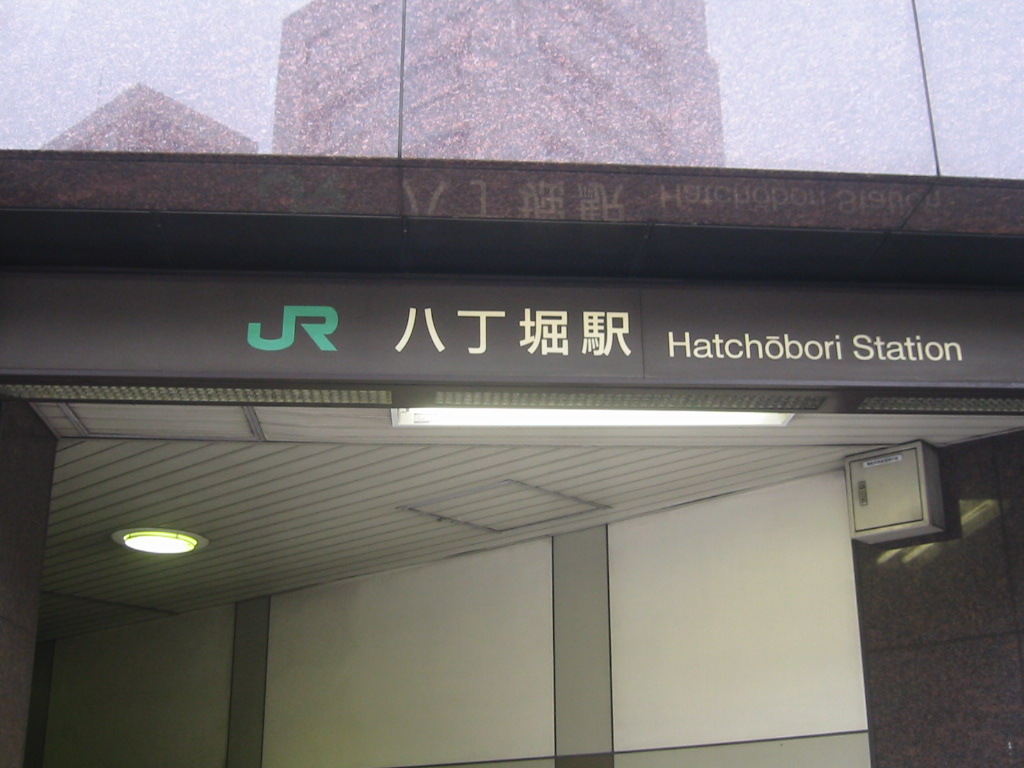 JR 八丁堀駅 Hatchōbori Station